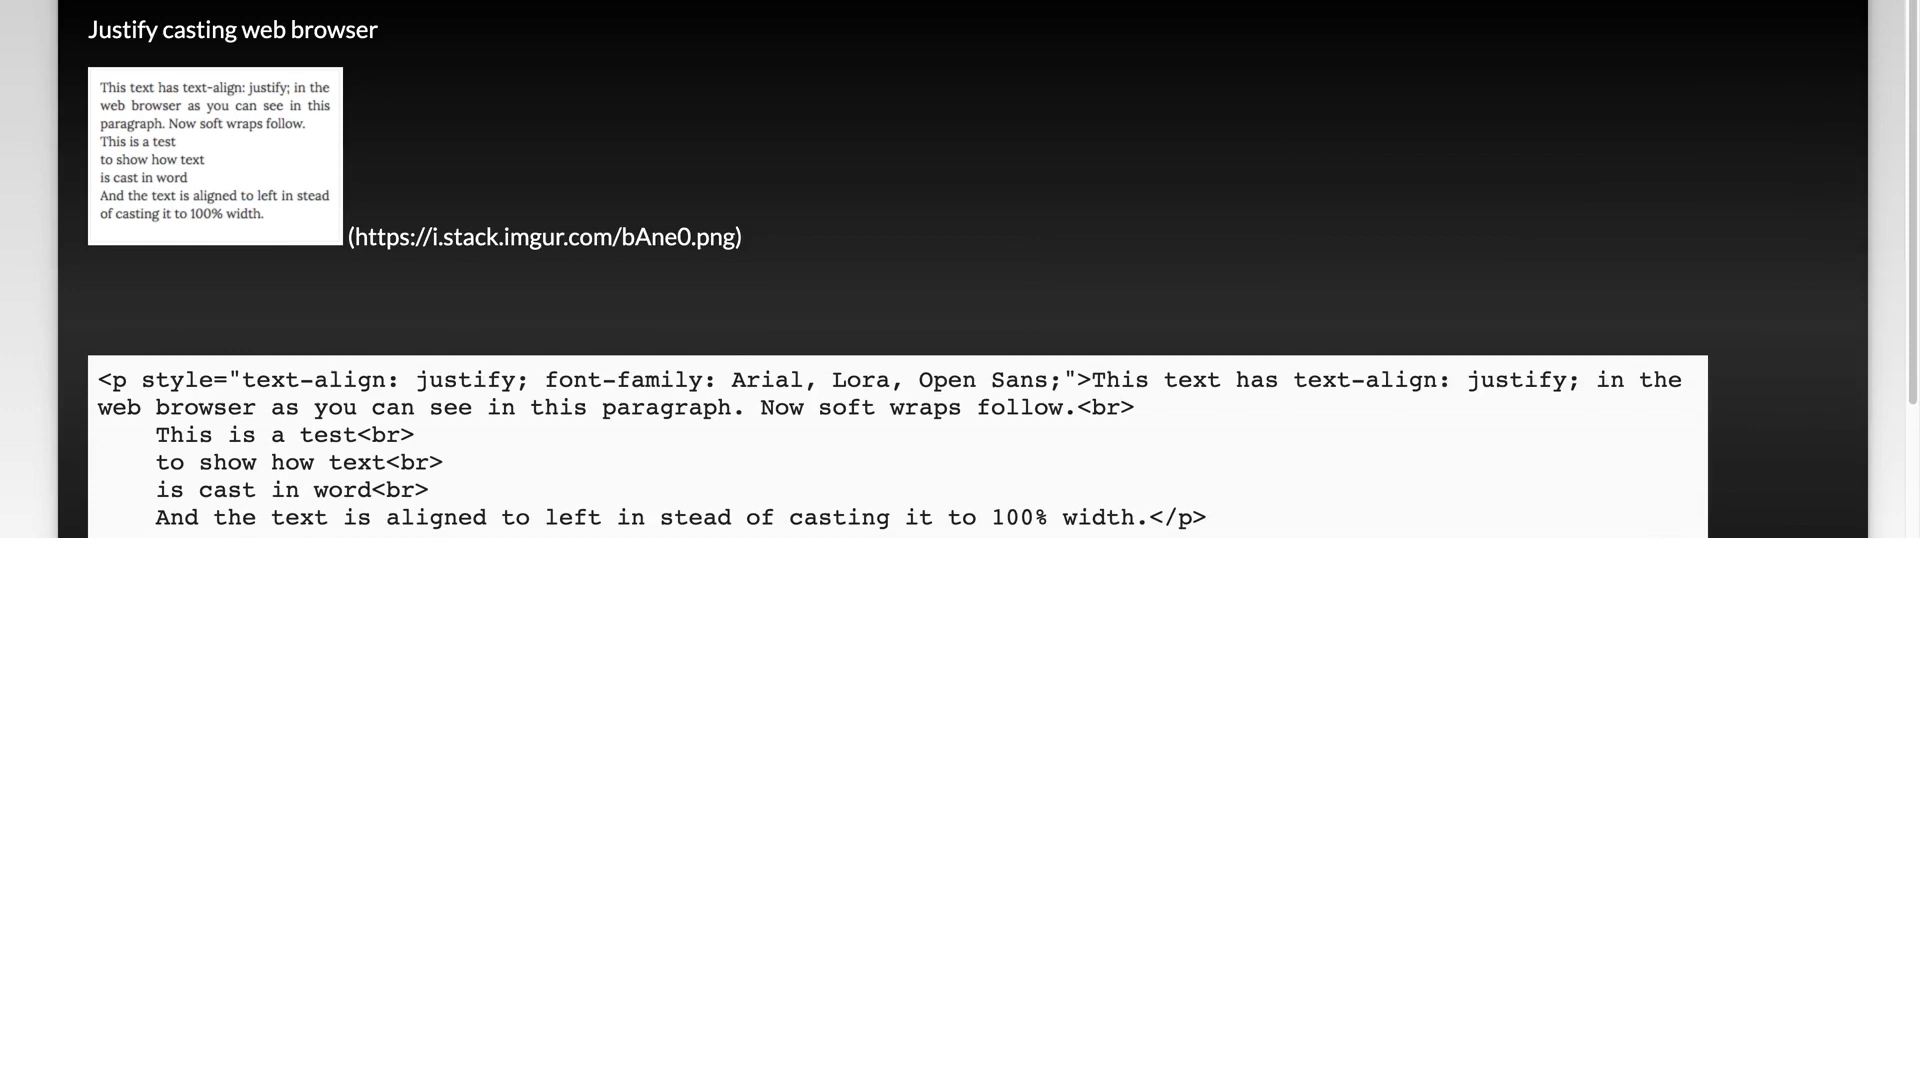 Justify casting web browser
This text has text-align: justify; in the
web browser as you can see in this
paragraph. Now soft wraps follow.
This is a test
to show how text
is cast in word
And the text is aligned to left in stead
of casting it to 100% width.
(https://i.stack.imgur.com/bAne0.png)
<p style="text-align: justify; font-family: Arial, Lora, Open Sans;">This text has text-align: justify; in the
web browser as you can see in this paragraph. Now soft wraps follow.<br>
This is a test<br>
to show how text<br>
is cast in word<br>
And the text is aligned to left in stead of casting it to 100% width.</p>